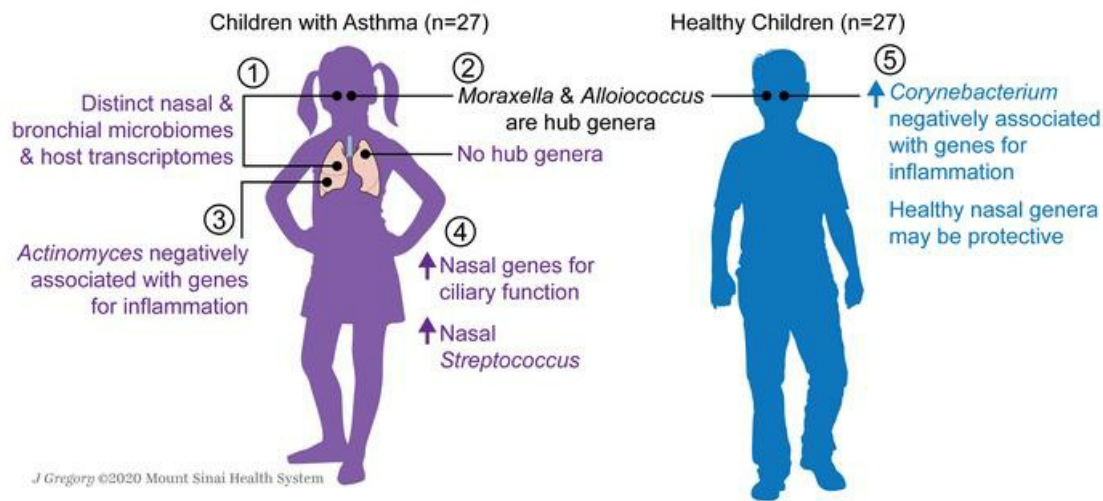 Children with Asthma (n=27)
Healthy Children (n=27)
①
Distinct nasal &
bronchial microbiomes
& host transcriptomes
②
Moraxella & Alloiococcus
are hub genera
No hub genera
③
Actinomyces negatively
associated with genes
for inflammation
④
Nasal genes for
ciliary function
Nasal
Streptococcus
⑤
Corynebacterium
negatively associated
with genes for
inflammation
Healthy nasal genera
may be protective
J Gregory ©2020 Mount Sinai Health System